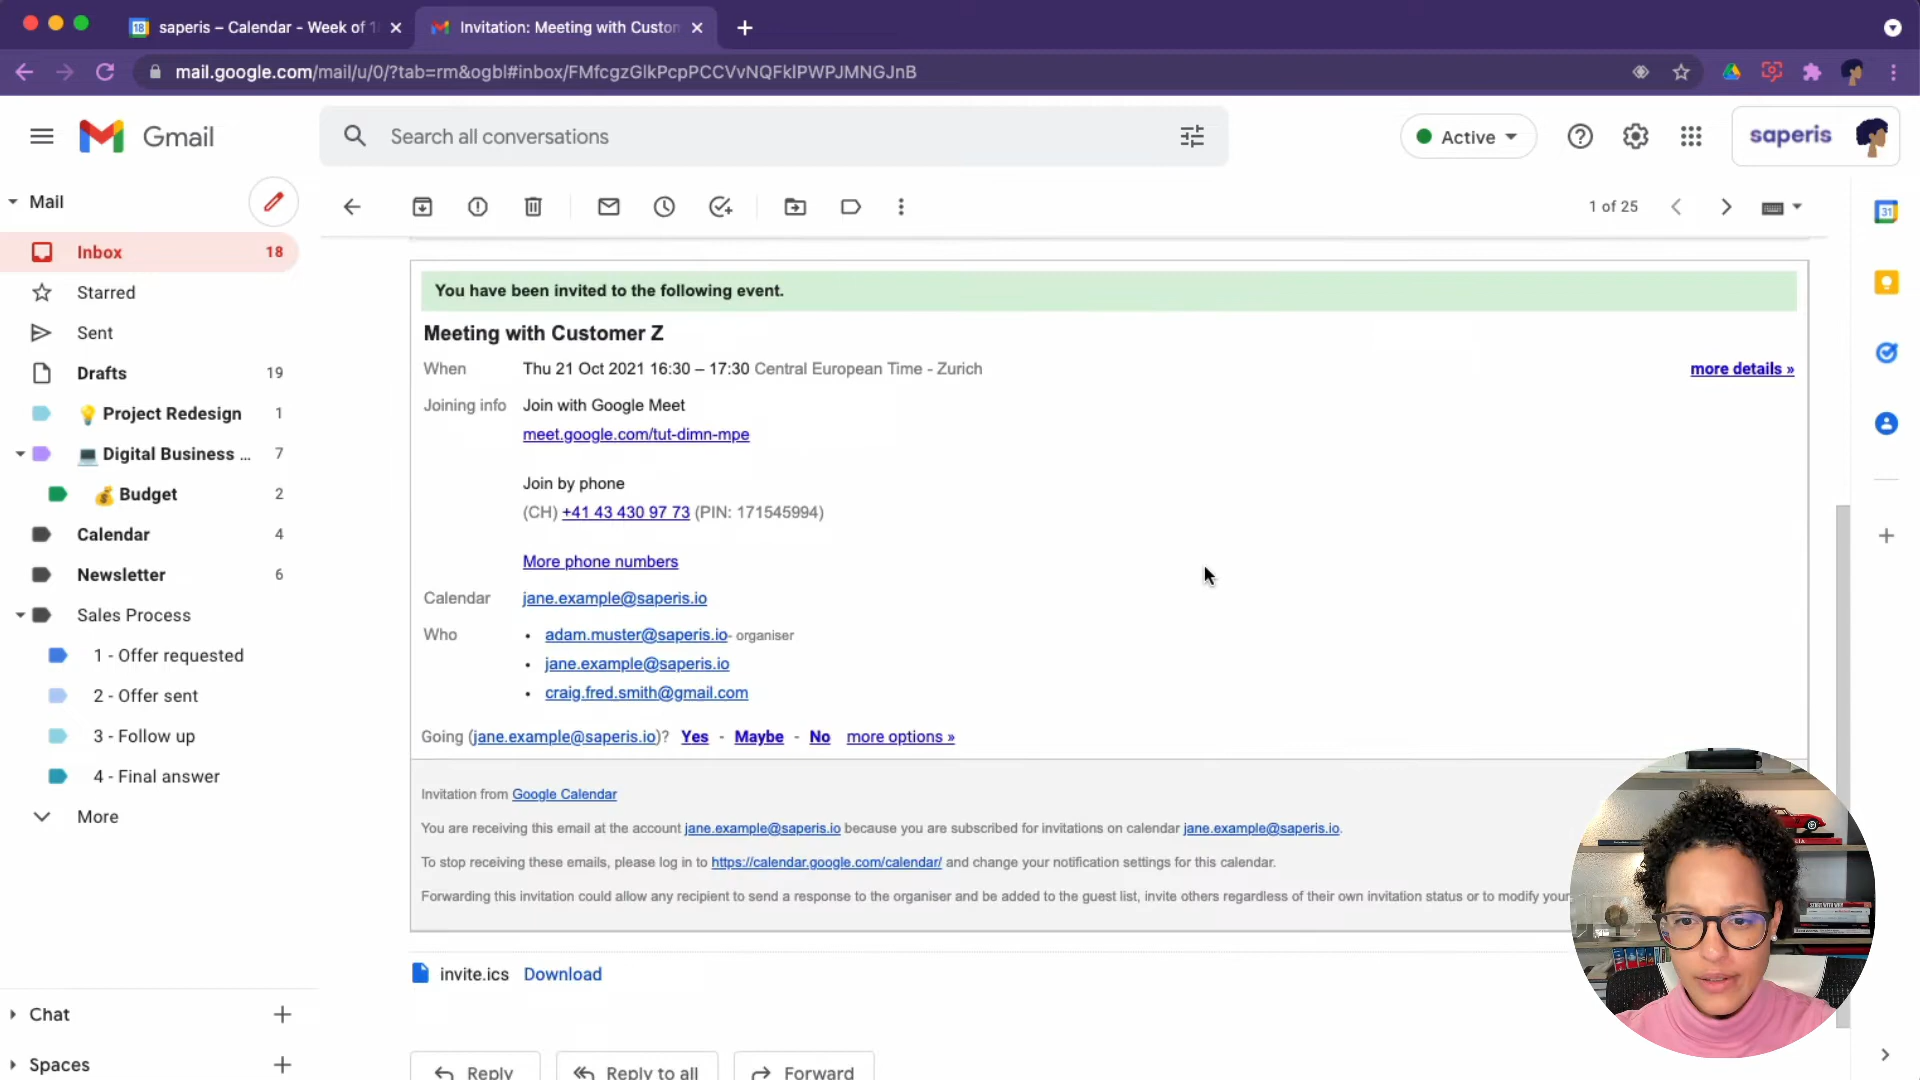 saperis – Calendar - Week of 1
Invitation: Meeting with Custom
mail.google.com/mail/u/0/?tab=rm&ogbl#inbox/FMfcgzGlkPcpPCCVvNQFklPWPJMNGJnB
Gmail
Search all conversations
Active
saperis
Mail
1 of 25
Inbox 18
Starred
Sent
Drafts 19
💡 Project Redesign 1
💻 Digital Business ... 7
💰 Budget 2
Calendar 4
Newsletter 6
Sales Process
1 - Offer requested
2 - Offer sent
3 - Follow up
4 - Final answer
More
Chat
Spaces
You have been invited to the following event.
Meeting with Customer Z
When Thu 21 Oct 2021 16:30 – 17:30 Central European Time - Zurich
more details »
Joining info Join with Google Meet
meet.google.com/tut-dimn-mpe
Join by phone
(CH) +41 43 430 97 73 (PIN: 171545994)
More phone numbers
Calendar jane.example@saperis.io
Who • adam.muster@saperis.io- organiser
• jane.example@saperis.io
• craig.fred.smith@gmail.com
Going (jane.example@saperis.io)? Yes - Maybe - No more options »
Invitation from Google Calendar
You are receiving this email at the account jane.example@saperis.io because you are subscribed for invitations on calendar jane.example@saperis.io.
To stop receiving these emails, please log in to https://calendar.google.com/calendar/ and change your notification settings for this calendar.
Forwarding this invitation could allow any recipient to send a response to the organiser and be added to the guest list, invite others regardless of their own invitation status or to modify your
invite.ics Download
Reply
Reply to all
Forward